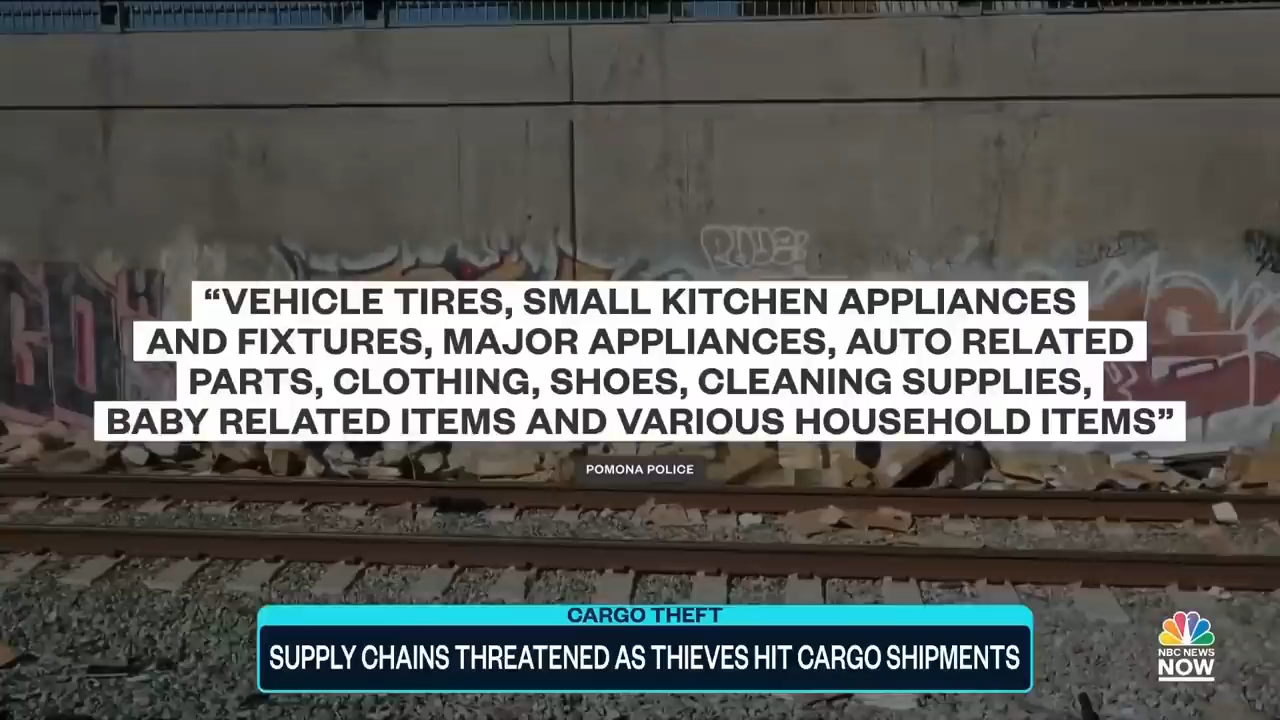 “VEHICLE TIRES, SMALL KITCHEN APPLIANCES
AND FIXTURES, MAJOR APPLIANCES, AUTO RELATED
PARTS, CLOTHING, SHOES, CLEANING SUPPLIES,
BABY RELATED ITEMS AND VARIOUS HOUSEHOLD ITEMS”
POMONA POLICE
CARGO THEFT
SUPPLY CHAINS THREATENED AS THIEVES HIT CARGO SHIPMENTS
NBC NEWS
NOW